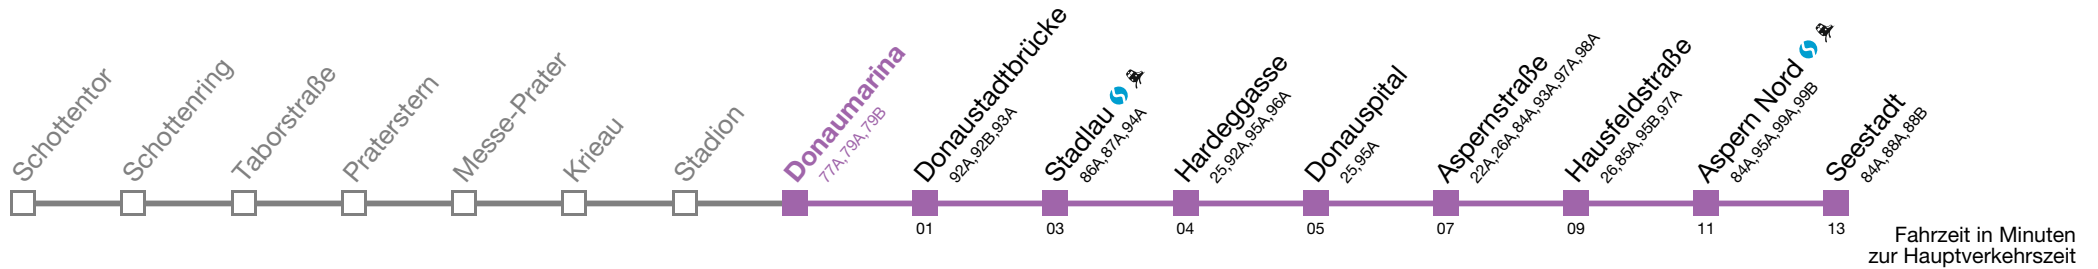 Schottentor
Schottenring
Taborstraße
Praterstern
Messe-Prater
Krieau
Stadion
Donaumarina
77A,79A,79B
Donaustadtbrücke
92A,92B,93A
Stadlau
86A,87A,94A
Hardeggasse
25,92A,95A,96A
Donauspital
25,95A
Aspernstraße
22A,26A,84A,93A,97A,98A
Hausfeldstraße
26,85A,95B,97A
Aspern Nord
84A,95A,99A,99B
Seestadt
84A,88A,88B
01
03
04
05
07
09
11
13
Fahrzeit in Minuten
zur Hauptverkehrszeit